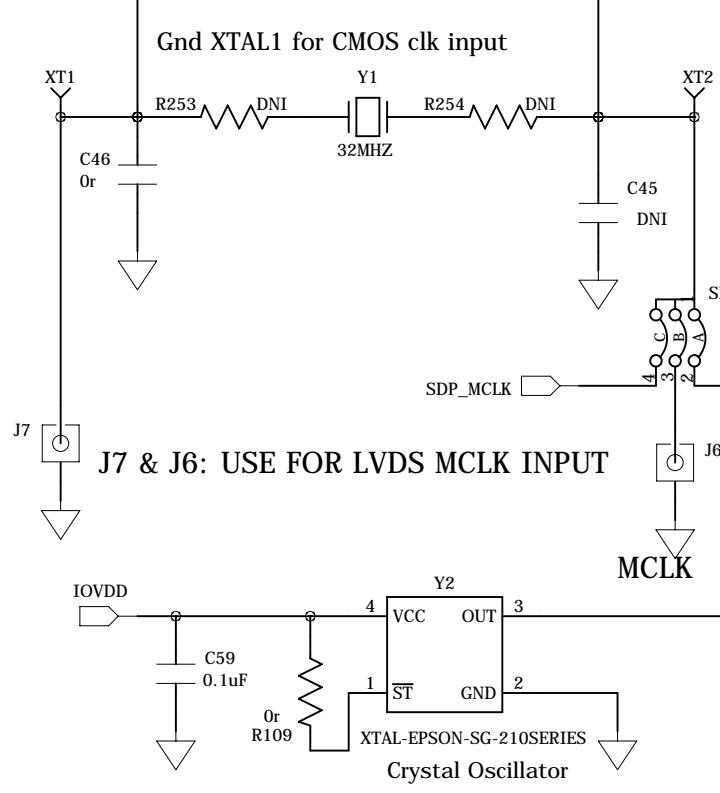 Gnd XTAL1 for CMOS clk input
XT1
Y1
XT2
R253
DNI
R254
DNI
32MHZ
C46
0r
C45
DNI
1
C
B
A
4
3
2
SDP_MCLK
J7
J6
J7 & J6: USE FOR LVDS MCLK INPUT
MCLK
IOVDD
Y2
4
VCC
OUT
3
C59
0.1uF
1
ST
GND
2
0r
R109
XTAL-EPSON-SG-210SERIES
Crystal Oscillator